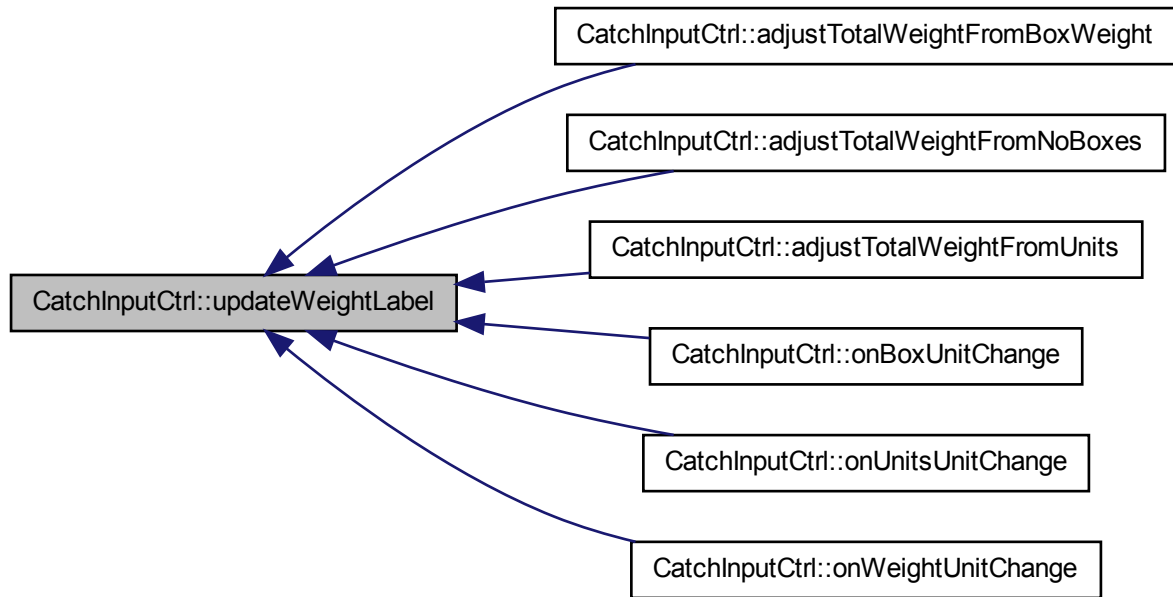 CatchInputCtrl::adjustTotalWeightFromBoxWeight
CatchInputCtrl::adjustTotalWeightFromNoBoxes
CatchInputCtrl::adjustTotalWeightFromUnits
CatchInputCtrl::updateWeightLabel
CatchInputCtrl::onBoxUnitChange
CatchInputCtrl::onUnitsUnitChange
CatchInputCtrl::onWeightUnitChange